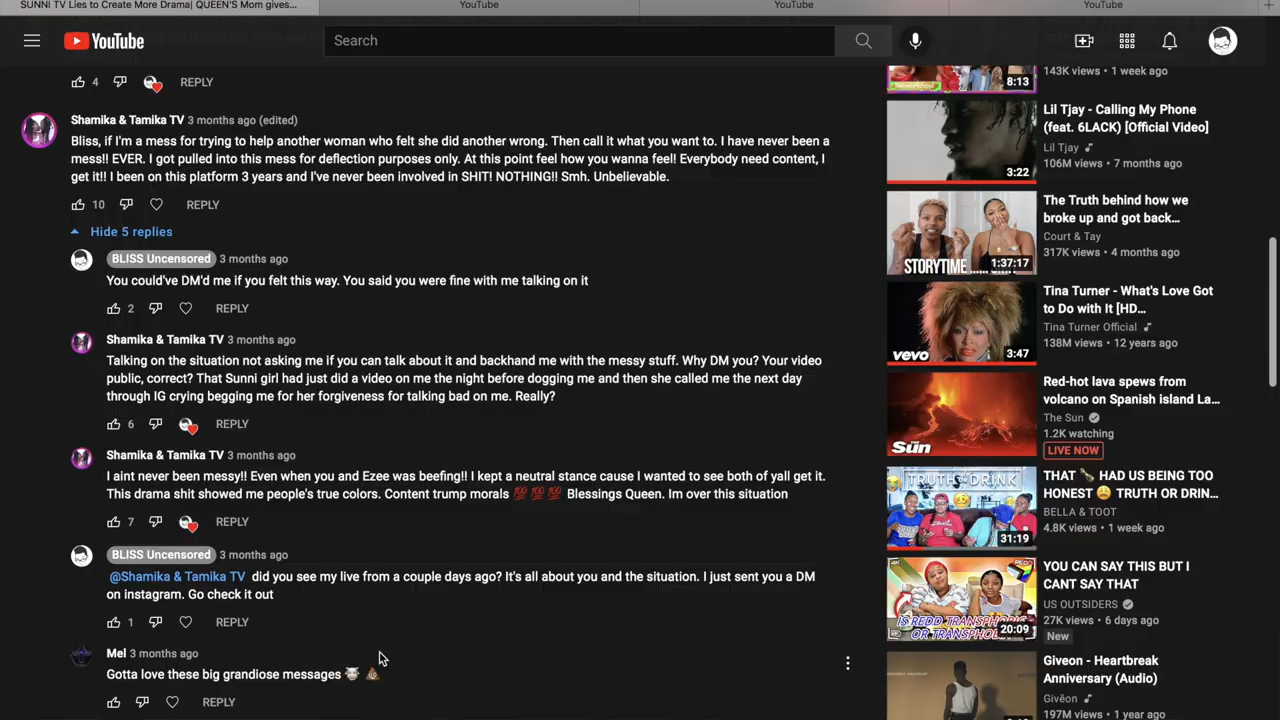 SUNNI TV Lies to Create More Drama| QUEEN'S Mom gives...
YouTube
YouTube
YouTube
YouTube
Search
4
REPLY
Shamika & Tamika TV 3 months ago (edited)
Bliss, if I'm a mess for trying to help another woman who felt she did another wrong. Then call it what you want to. I have never been a
mess!! EVER. I got pulled into this mess for deflection purposes only. At this point feel how you wanna feel! Everybody need content, I
get it!! I been on this platform 3 years and I've never been involved in SHIT! NOTHING!! Smh. Unbelievable.
10
REPLY
Hide 5 replies
BLISS Uncensored 3 months ago
You could've DM'd me if you felt this way. You said you were fine with me talking on it
2
REPLY
Shamika & Tamika TV 3 months ago
Talking on the situation not asking me if you can talk about it and backhand me with the messy stuff. Why DM you? Your video
public, correct? That Sunni girl had just did a video on me the night before dogging me and then she called me the next day
through IG crying begging me for her forgiveness for talking bad on me. Really?
6
REPLY
Shamika & Tamika TV 3 months ago
I aint never been messy!! Even when you and Ezee was beefing!! I kept a neutral stance cause I wanted to see both of yall get it.
This drama shit showed me people's true colors. Content trump morals 💯 💯 💯 Blessings Queen. Im over this situation
7
REPLY
BLISS Uncensored 3 months ago
@Shamika & Tamika TV did you see my live from a couple days ago? It's all about you and the situation. I just sent you a DM
on instagram. Go check it out
1
REPLY
Mel 3 months ago
Gotta love these big grandiose messages 🐮 💩
REPLY
8:13
143K views • 1 week ago
3:22
Lil Tjay - Calling My Phone
(feat. 6LACK) [Official Video]
Lil Tjay
106M views • 7 months ago
STORYTIME
1:37:17
The Truth behind how we
broke up and got back...
Court & Tay
317K views • 4 months ago
vevo
3:47
Tina Turner - What's Love Got
to Do with It [HD...
Tina Turner Official
138M views • 12 years ago
The Sun
Red-hot lava spews from
volcano on Spanish island La...
The Sun
1.2K watching
LIVE NOW
TRUTH OR DRINK
31:19
THAT 🍾 HAD US BEING TOO
HONEST 😩 TRUTH OR DRIN...
BELLA & TOOT
4.8K views • 1 week ago
4K
RED
IS REDD TRANSPHOBIC
OR TRANSPHOBIC
20:09
YOU CAN SAY THIS BUT I
CANT SAY THAT
US OUTSIDERS
27K views • 6 days ago
New
Giveon - Heartbreak
Anniversary (Audio)
Givēon
197M views • 1 year ago